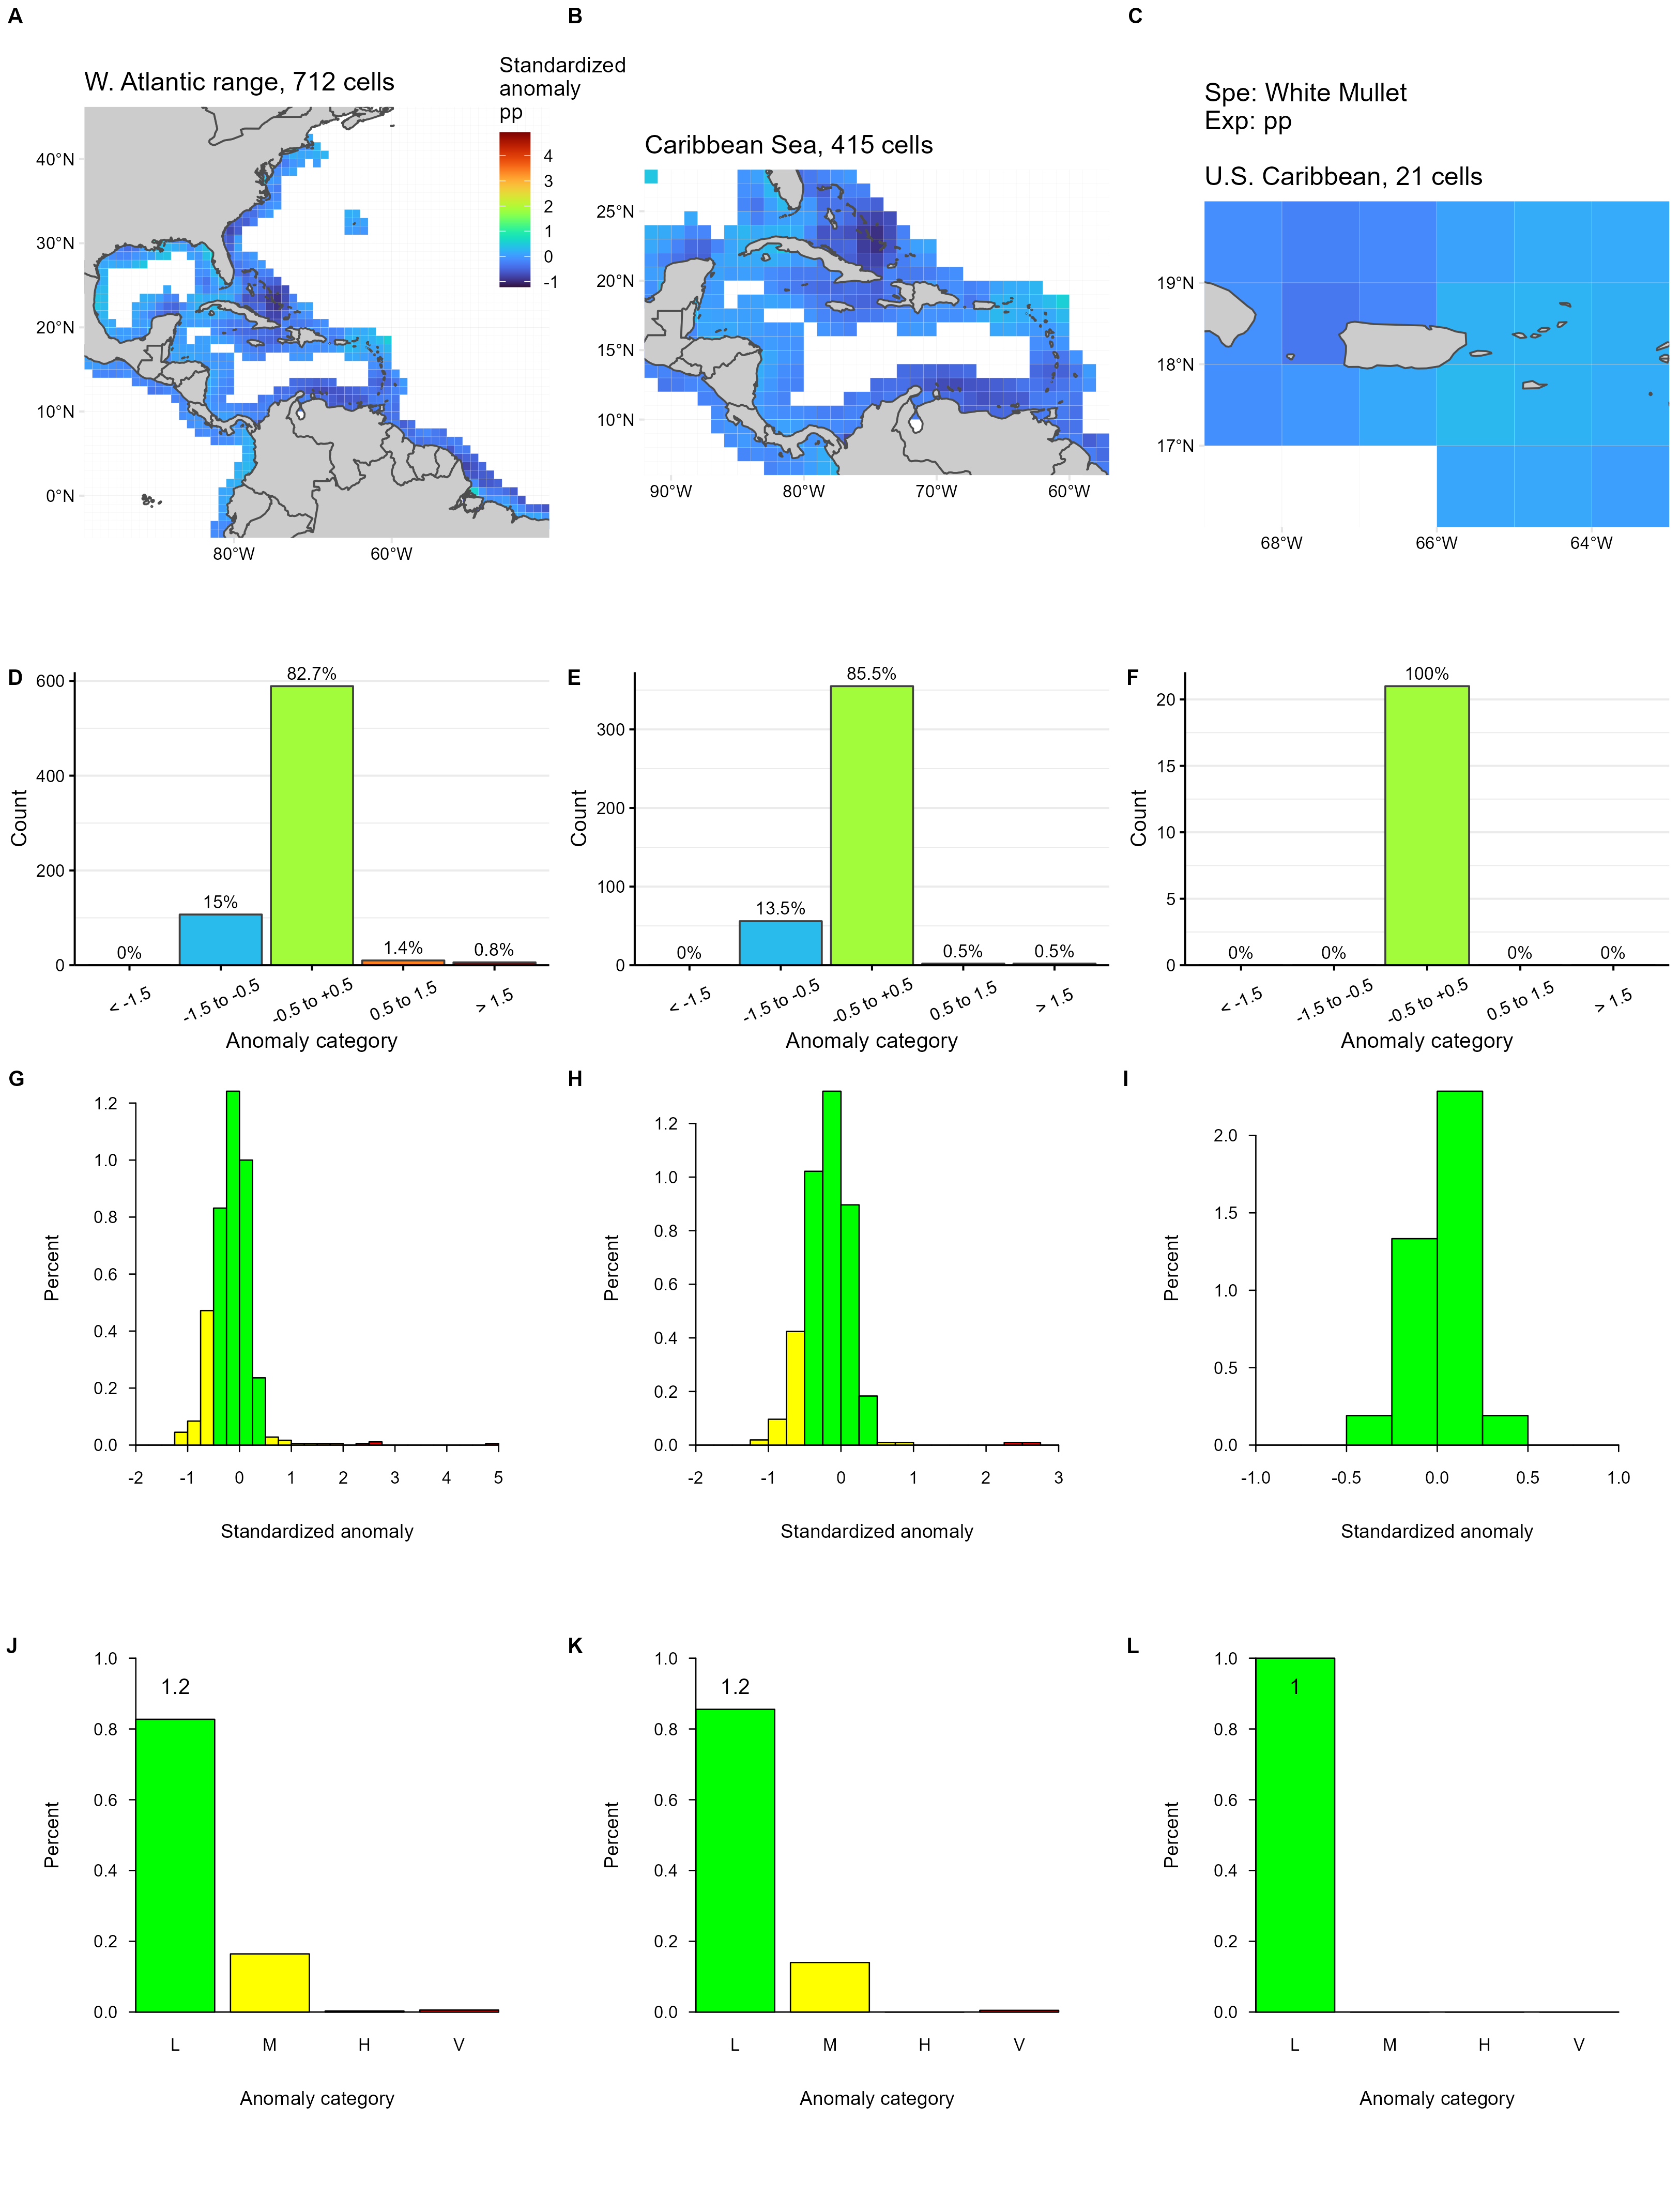 A
B
C
W. Atlantic range, 712 cells
Standardized
anomaly
pp
4
3
2
1
0
-1
40°N
30°N
20°N
10°N
0°N
80°W
60°W
Caribbean Sea, 415 cells
25°N
20°N
15°N
10°N
90°W
80°W
70°W
60°W
Spe: White Mullet
Exp: pp
U.S. Caribbean, 21 cells
19°N
18°N
17°N
68°W
66°W
64°W
D
Count
600
400
200
0
0%
15%
82.7%
1.4%
0.8%
< -1.5
-1.5 to -0.5
-0.5 to +0.5
0.5 to 1.5
> 1.5
Anomaly category
E
Count
300
200
100
0
0%
13.5%
85.5%
0.5%
0.5%
< -1.5
-1.5 to -0.5
-0.5 to +0.5
0.5 to 1.5
> 1.5
Anomaly category
F
Count
20
15
10
5
0
0%
0%
100%
0%
0%
< -1.5
-1.5 to -0.5
-0.5 to +0.5
0.5 to 1.5
> 1.5
Anomaly category
G
Percent
1.2
1.0
0.8
0.6
0.4
0.2
0.0
-2
-1
0
1
2
3
4
5
Standardized anomaly
H
Percent
1.2
1.0
0.8
0.6
0.4
0.2
0.0
-2
-1
0
1
2
3
Standardized anomaly
I
Percent
2.0
1.5
1.0
0.5
0.0
-1.0
-0.5
0.0
0.5
1.0
Standardized anomaly
J
Percent
1.0
0.8
0.6
0.4
0.2
0.0
1.2
L
M
H
V
Anomaly category
K
Percent
1.0
0.8
0.6
0.4
0.2
0.0
1.2
L
M
H
V
Anomaly category
L
Percent
1.0
0.8
0.6
0.4
0.2
0.0
1
L
M
H
V
Anomaly category